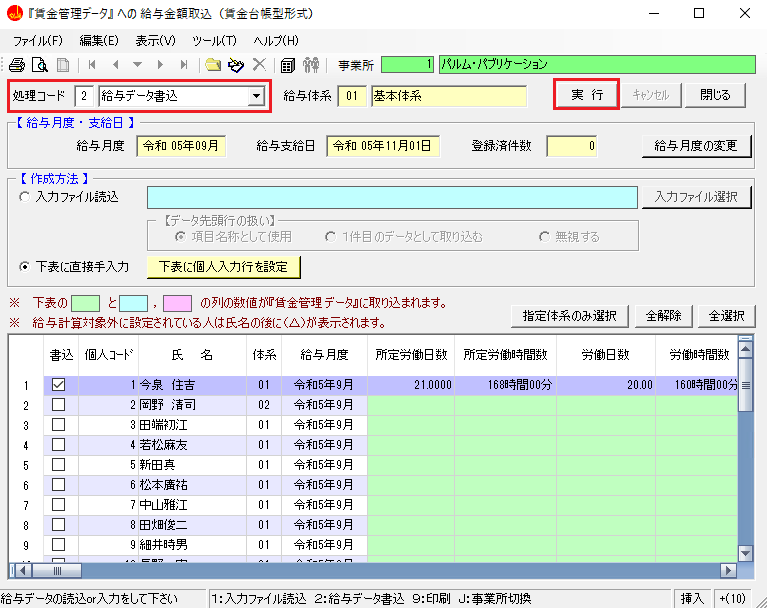 『賃金管理データ』への 給与金額取込（賃金台帳型形式）
ファイル(F) 編集(E) 表示(V) ツール(T) ヘルプ(H)
事業所 1 パルム・パブリケーション
処理コード 2 給与データ書込 給与体系 01 基本体系 実 行 キャンセル 閉じる
【 給与月度・支給日 】
給与月度 令和 05年09月 給与支給日 令和 05年11月01日 登録済件数 0 給与月度の変更
【 作成方法 】
入力ファイル読込 入力ファイル選択
【データ先頭行の扱い】
項目名称として使用 1件目のデータとして取り込む 無視する
下表に直接手入力 下表に個人入力行を設定
※ 下表の と ， の列の数値が『賃金管理データ』に取り込まれます。
※ 給与計算対象外に設定されている人は氏名の後に(△)が表示されます。
指定体系のみ選択 全解除 全選択
書込 個人コード 氏 名 体系 給与月度 所定労働日数 所定労働時間数 労働日数 労働時間数
1 1 今泉 住吉 01 令和5年9月 21.0000 168時間00分 20.00 160時間00分
2 2 岡野 清司 02 令和5年9月
3 3 田端初江 01 令和5年9月
4 4 若松麻友 01 令和5年9月
5 5 新田真 01 令和5年9月
6 6 松本廣祐 01 令和5年9月
7 7 中山雅江 01 令和5年9月
8 8 田畑俊二 01 令和5年9月
9 9 細井時男 01 令和5年9月
給与データの読込or入力をして下さい 1：入力ファイル読込 2：給与データ書込 9：印刷 J：事業所切換 挿入 +(10)